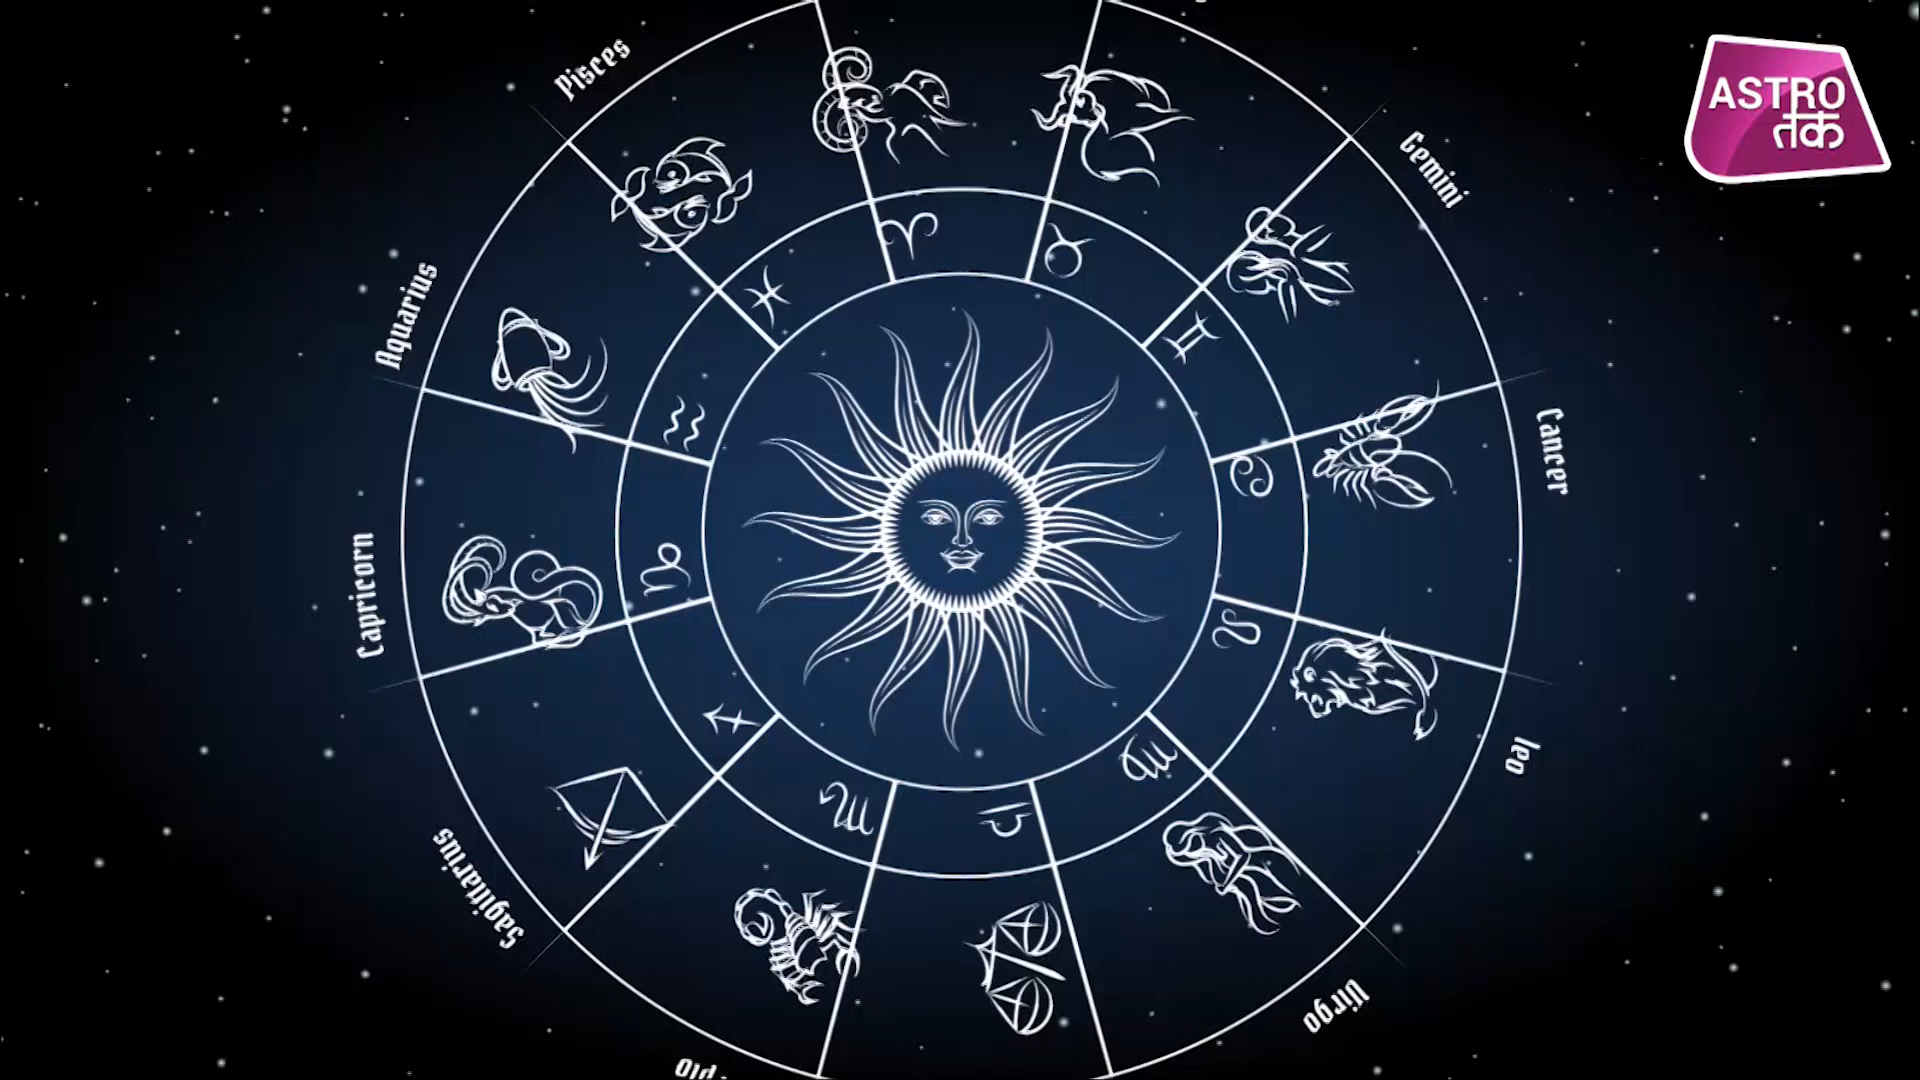 Pisces
Gemini
Aquarius
Cancer
Capricorn
leo
Sagittarius
Virgo
ASTRO
तक